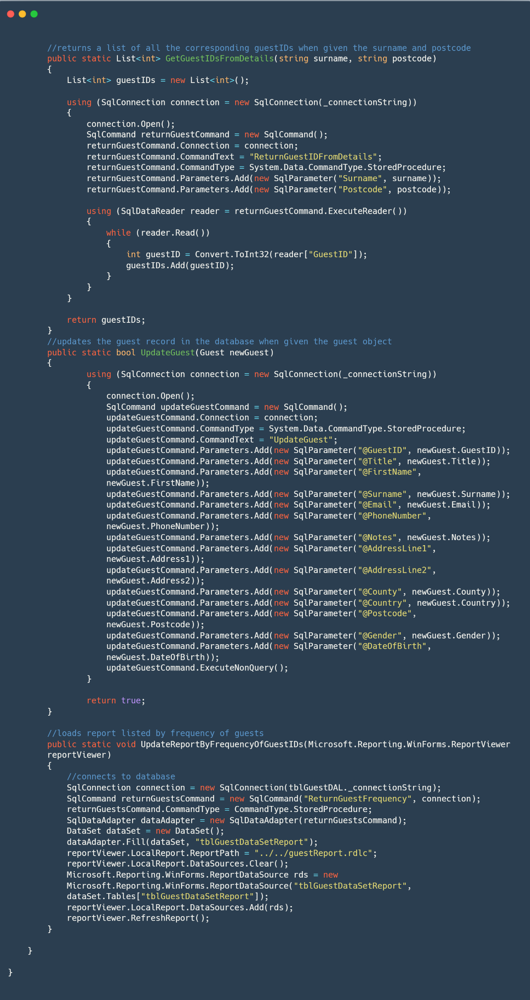 //returns a list of all the corresponding guestIDs when given the surname and postcode
public static List<int> GetGuestIDsFromDetails(string surname, string postcode)
{
List<int> guestIDs = new List<int>();
using (SqlConnection connection = new SqlConnection(_connectionString))
{
connection.Open();
SqlCommand returnGuestCommand = new SqlCommand();
returnGuestCommand.Connection = connection;
returnGuestCommand.CommandText = "ReturnGuestIDFromDetails";
returnGuestCommand.CommandType = System.Data.CommandType.StoredProcedure;
returnGuestCommand.Parameters.Add(new SqlParameter("Surname", surname));
returnGuestCommand.Parameters.Add(new SqlParameter("Postcode", postcode));
using (SqlDataReader reader = returnGuestCommand.ExecuteReader())
{
while (reader.Read())
{
int guestID = Convert.ToInt32(reader["GuestID"]);
guestIDs.Add(guestID);
}
}
}
return guestIDs;
}
//updates the guest record in the database when given the guest object
public static bool UpdateGuest(Guest newGuest)
{
using (SqlConnection connection = new SqlConnection(_connectionString))
{
connection.Open();
SqlCommand updateGuestCommand = new SqlCommand();
updateGuestCommand.Connection = connection;
updateGuestCommand.CommandType = System.Data.CommandType.StoredProcedure;
updateGuestCommand.CommandText = "UpdateGuest";
updateGuestCommand.Parameters.Add(new SqlParameter("@GuestID", newGuest.GuestID));
updateGuestCommand.Parameters.Add(new SqlParameter("@Title", newGuest.Title));
updateGuestCommand.Parameters.Add(new SqlParameter("@FirstName",
newGuest.FirstName));
updateGuestCommand.Parameters.Add(new SqlParameter("@Surname", newGuest.Surname));
updateGuestCommand.Parameters.Add(new SqlParameter("@Email", newGuest.Email));
updateGuestCommand.Parameters.Add(new SqlParameter("@PhoneNumber",
newGuest.PhoneNumber));
updateGuestCommand.Parameters.Add(new SqlParameter("@Notes", newGuest.Notes));
updateGuestCommand.Parameters.Add(new SqlParameter("@AddressLine1",
newGuest.Address1));
updateGuestCommand.Parameters.Add(new SqlParameter("@AddressLine2",
newGuest.Address2));
updateGuestCommand.Parameters.Add(new SqlParameter("@County", newGuest.County));
updateGuestCommand.Parameters.Add(new SqlParameter("@Country", newGuest.Country));
updateGuestCommand.Parameters.Add(new SqlParameter("@Postcode",
newGuest.Postcode));
updateGuestCommand.Parameters.Add(new SqlParameter("@Gender", newGuest.Gender));
updateGuestCommand.Parameters.Add(new SqlParameter("@DateOfBirth",
newGuest.DateOfBirth));
updateGuestCommand.ExecuteNonQuery();
}
return true;
}
//loads report listed by frequency of guests
public static void UpdateReportByFrequencyOfGuestIDs(Microsoft.Reporting.WinForms.ReportViewer
reportViewer)
{
//connects to database
SqlConnection connection = new SqlConnection(tblGuestDAL._connectionString);
SqlCommand returnGuestsCommand = new SqlCommand("ReturnGuestFrequency", connection);
returnGuestsCommand.CommandType = CommandType.StoredProcedure;
SqlDataAdapter dataAdapter = new SqlDataAdapter(returnGuestsCommand);
DataSet dataSet = new DataSet();
dataAdapter.Fill(dataSet, "tblGuestDataSetReport");
reportViewer.LocalReport.ReportPath = "../../guestReport.rdlc";
reportViewer.LocalReport.DataSources.Clear();
Microsoft.Reporting.WinForms.ReportDataSource rds = new
Microsoft.Reporting.WinForms.ReportDataSource("tblGuestDataSetReport",
dataSet.Tables["tblGuestDataSetReport"]);
reportViewer.LocalReport.DataSources.Add(rds);
reportViewer.RefreshReport();
}
}
}